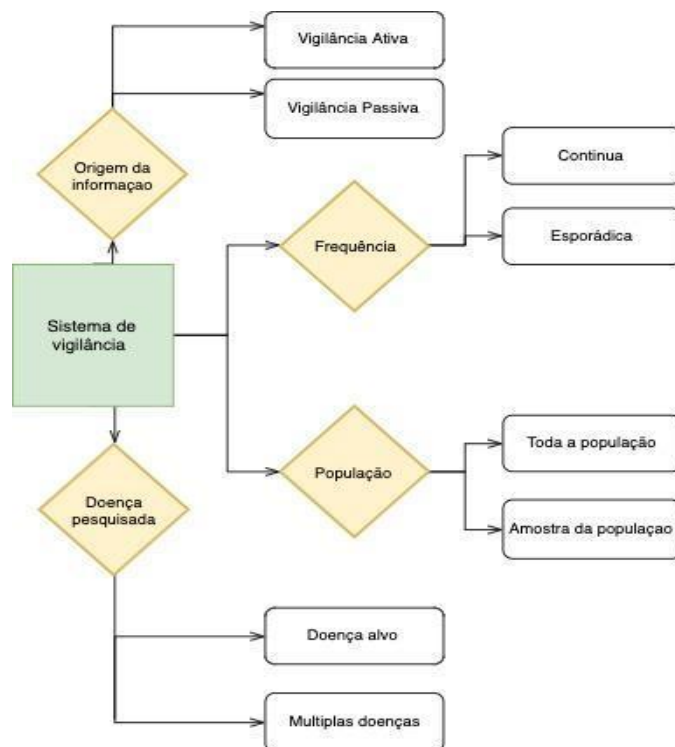 Vigilância Ativa
Vigilância Passiva
Origem da
informaçao
Continua
Frequência
Esporádica
Sistema de
vigilância
Toda a população
População
Doença
pesquisada
Amostra da populaçao
Doença alvo
Multiplas doenças